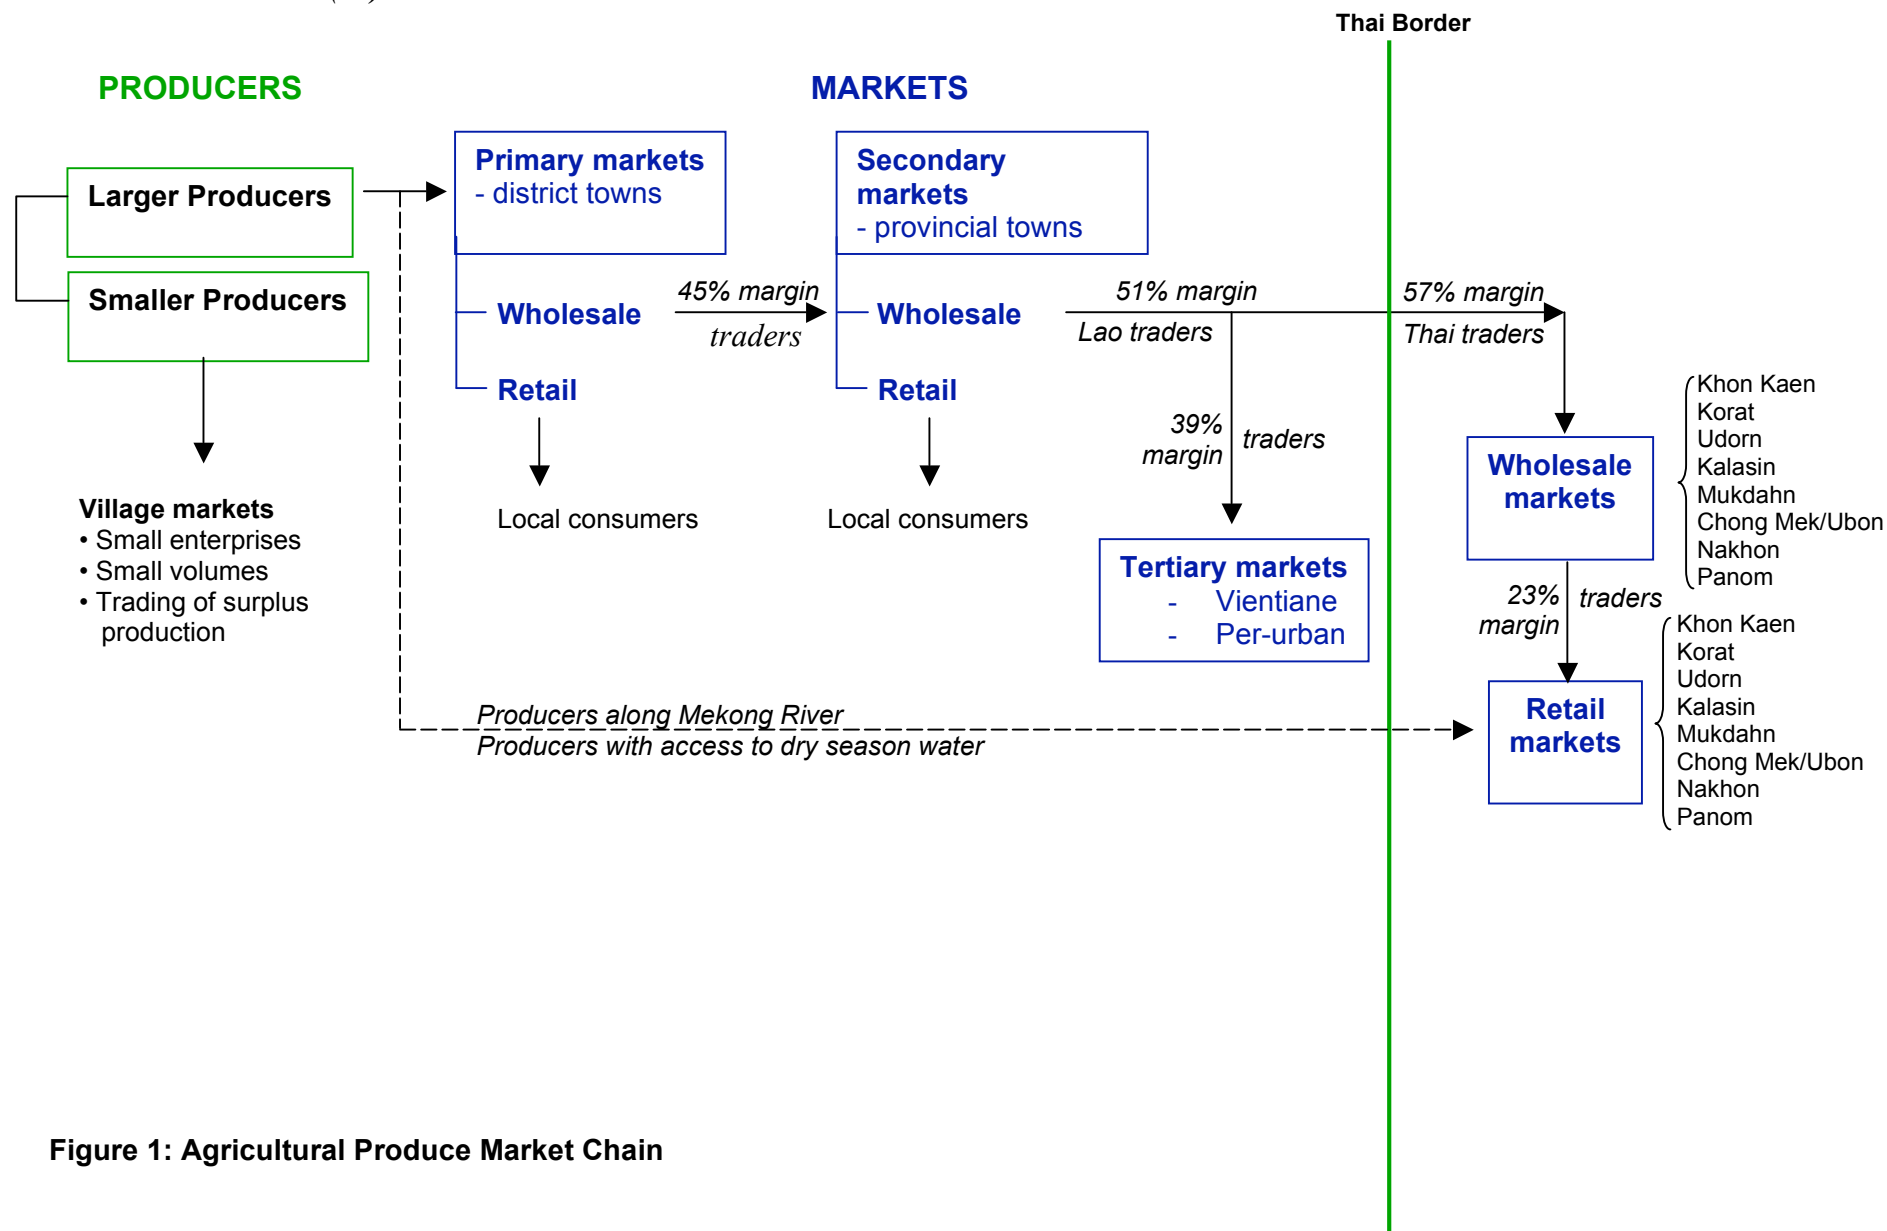 Thai Border
PRODUCERS
MARKETS
Larger Producers
Smaller Producers
Village markets
• Small enterprises
• Small volumes
• Trading of surplus
production
Primary markets
- district towns
Wholesale
Retail
Local consumers
45% margin
traders
Secondary
markets
- provincial towns
Wholesale
Retail
Local consumers
51% margin
Lao traders
39%
margin
traders
Tertiary markets
- Vientiane
- Per-urban
57% margin
Thai traders
Wholesale
markets
Khon Kaen
Korat
Udorn
Kalasin
Mukdahn
Chong Mek/Ubon
Nakhon
Panom
23%
margin
traders
Retail
markets
Khon Kaen
Korat
Udorn
Kalasin
Mukdahn
Chong Mek/Ubon
Nakhon
Panom
Producers along Mekong River
Producers with access to dry season water
Figure 1: Agricultural Produce Market Chain